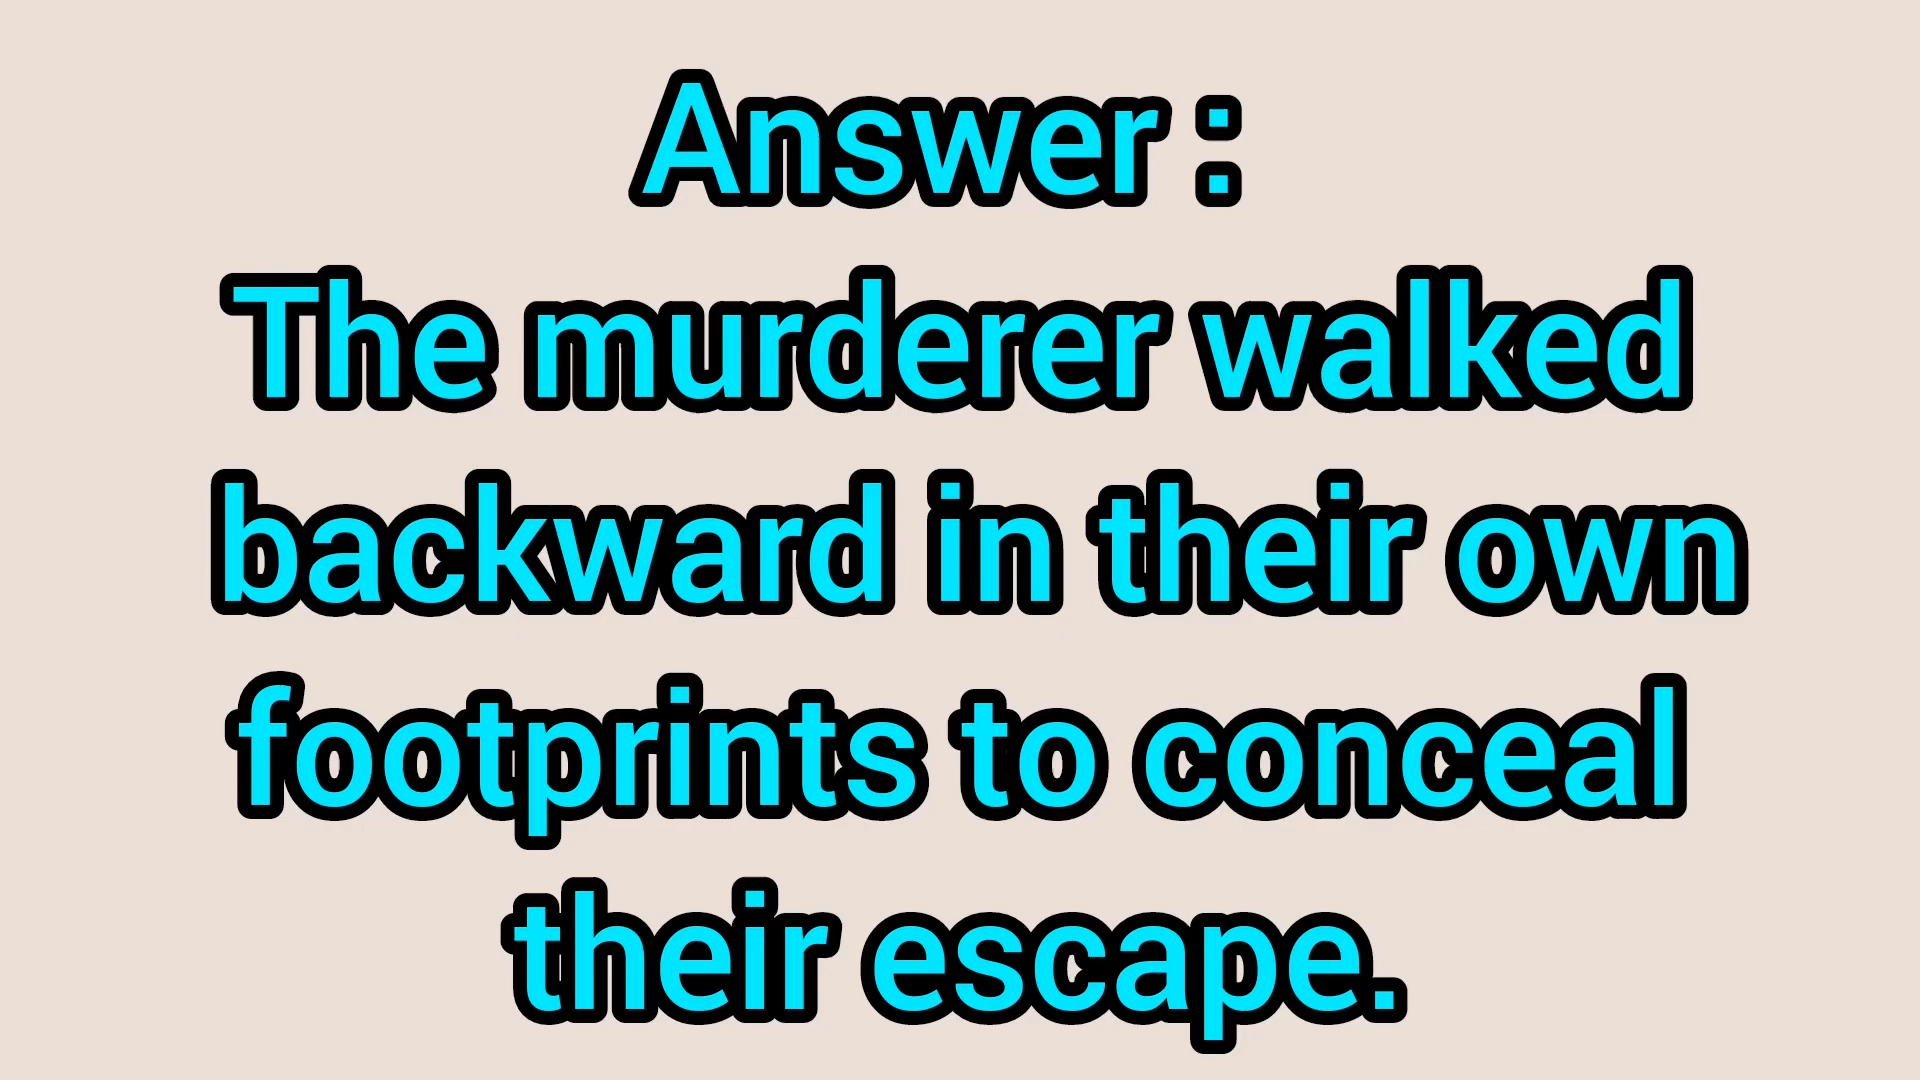 Answer :
The murderer walked
backward in their own
footprints to conceal
their escape.